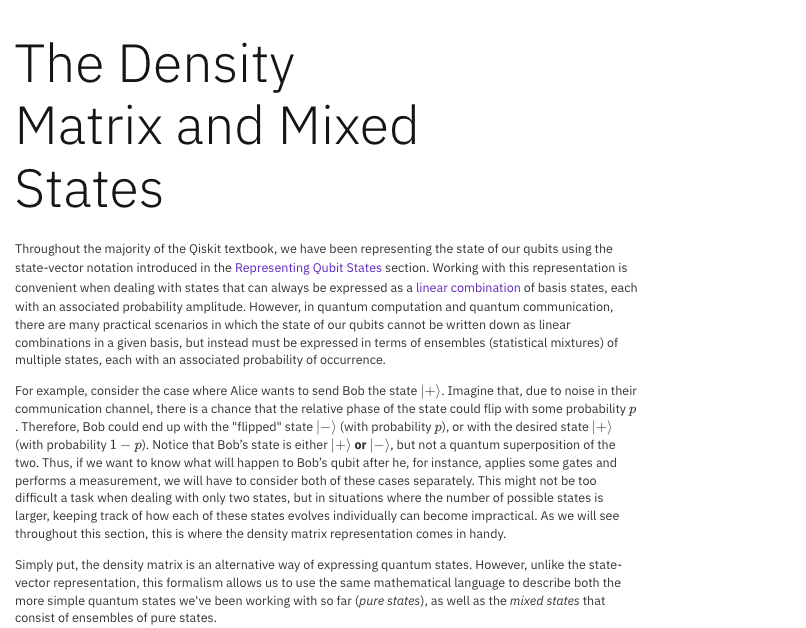 The Density
Matrix and Mixed
States
Throughout the majority of the Qiskit textbook, we have been representing the state of our qubits using the
state-vector notation introduced in the Representing Qubit States section. Working with this representation is
convenient when dealing with states that can always be expressed as a linear combination of basis states, each
with an associated probability amplitude. However, in quantum computation and quantum communication,
there are many practical scenarios in which the state of our qubits cannot be written down as linear
combinations in a given basis, but instead must be expressed in terms of ensembles (statistical mixtures) of
multiple states, each with an associated probability of occurrence.
For example, consider the case where Alice wants to send Bob the state |+⟩. Imagine that, due to noise in their
communication channel, there is a chance that the relative phase of the state could flip with some probability p
. Therefore, Bob could end up with the "flipped" state |−⟩ (with probability p), or with the desired state |+⟩
(with probability 1 − p). Notice that Bob’s state is either |+⟩ or |−⟩, but not a quantum superposition of the
two. Thus, if we want to know what will happen to Bob’s qubit after he, for instance, applies some gates and
performs a measurement, we will have to consider both of these cases separately. This might not be too
difficult a task when dealing with only two states, but in situations where the number of possible states is
larger, keeping track of how each of these states evolves individually can become impractical. As we will see
throughout this section, this is where the density matrix representation comes in handy.
Simply put, the density matrix is an alternative way of expressing quantum states. However, unlike the state-
vector representation, this formalism allows us to use the same mathematical language to describe both the
more simple quantum states we've been working with so far (pure states), as well as the mixed states that
consist of ensembles of pure states.